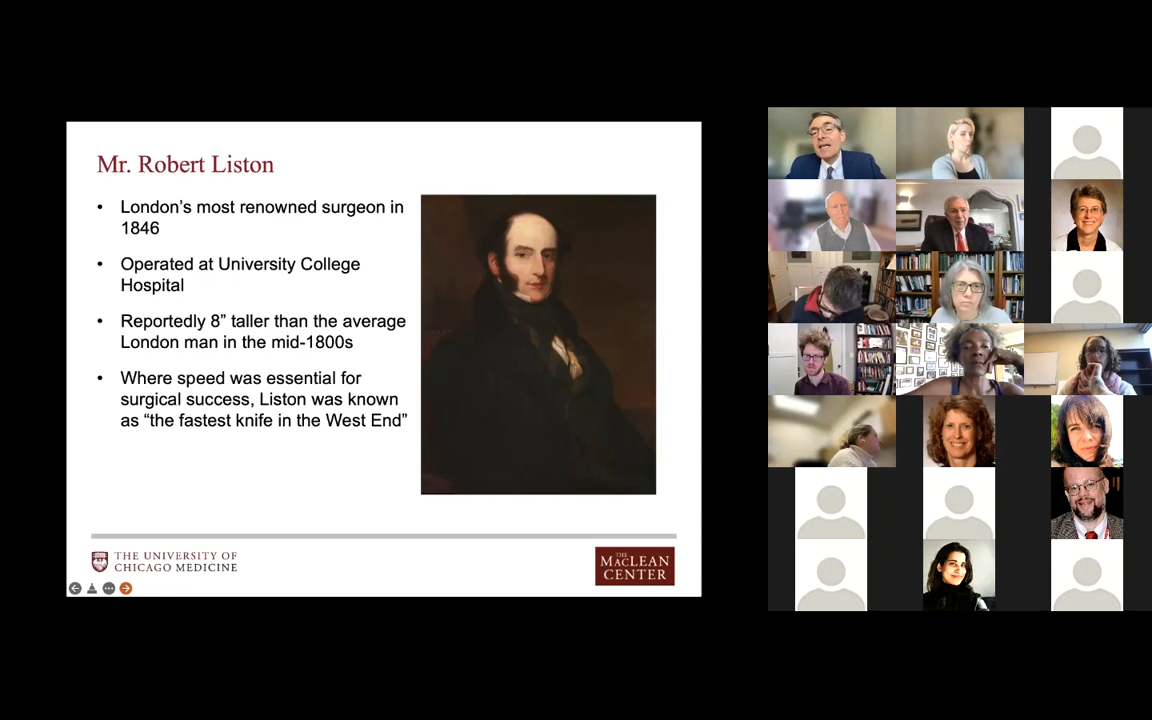 Mr. Robert Liston
• London’s most renowned surgeon in
1846
• Operated at University College
Hospital
• Reportedly 8” taller than the average
London man in the mid-1800s
• Where speed was essential for
surgical success, Liston was known
as “the fastest knife in the West End”
THE UNIVERSITY OF
CHICAGO MEDICINE
THE
MACLEAN
CENTER